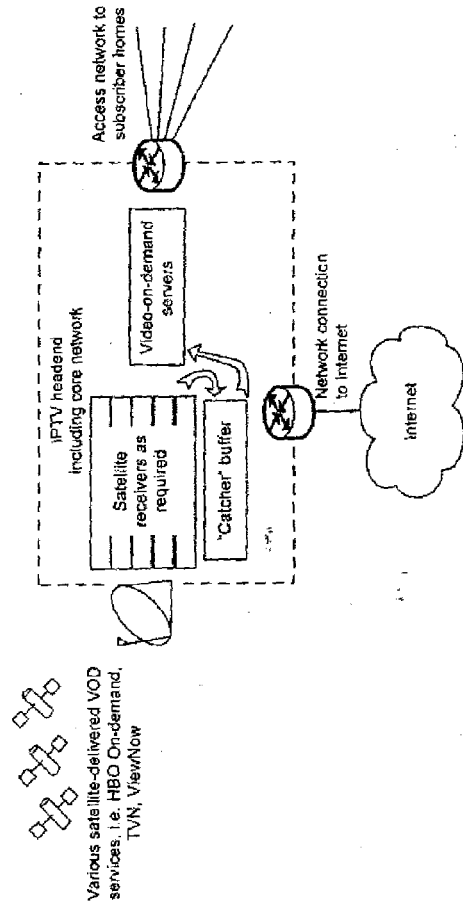 Various satellite-delivered VOD
services, i.e. HBO On-demand,
TVN, ViewNow
IPTV headend
including core network
Satellite
receivers as
required
"Catcher" buffer
Video-on-demand
servers
Access network to
subscriber homes
Network connection
to Internet
Internet